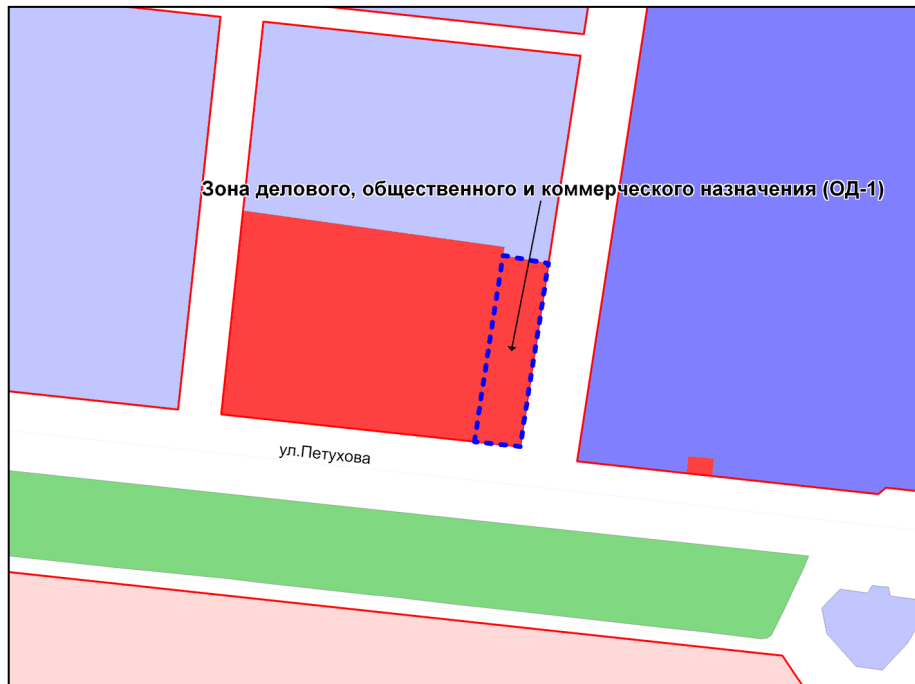 Зона делового, общественного и коммерческого назначения (ОД-1)
ул.Петухова